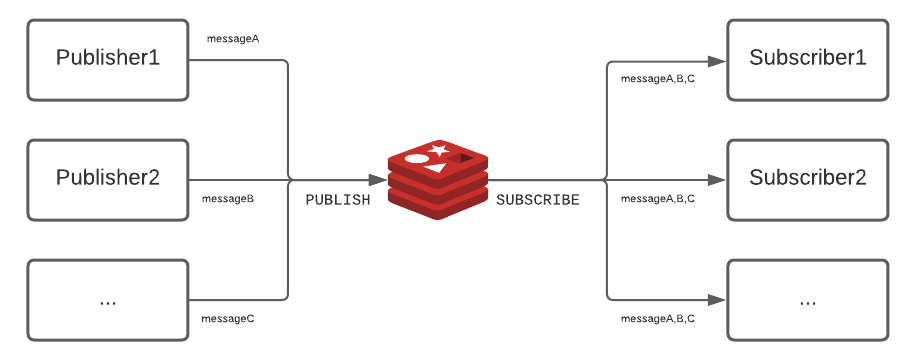 Publisher1
messageA
Publisher2
messageB
...
messageC
PUBLISH
SUBSCRIBE
messageA,B,C
Subscriber1
messageA,B,C
Subscriber2
messageA,B,C
...